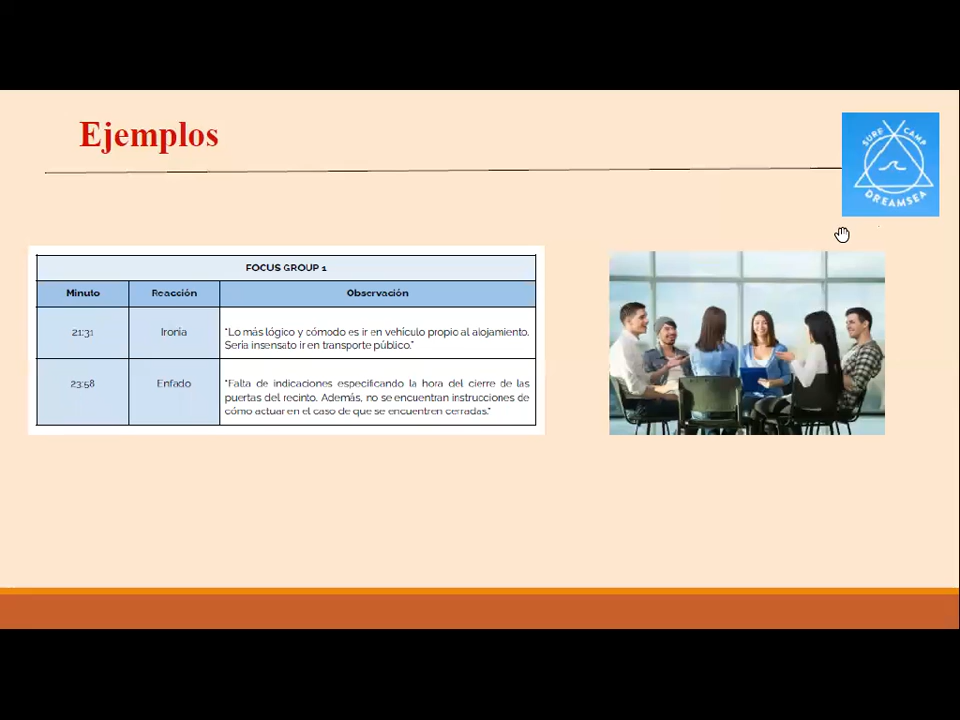 Ejemplos
SURF CAMP
DREAMSEA
FOCUS GROUP 1
Minuto Reacción Observación
21:31 Ironia "Lo más lógico y cómodo es ir en vehículo propio al alojamiento.
Seria insensato ir en transporte público."
23:58 Enfado "Falta de indicaciones especificando la hora del cierre de las
puertas del recinto. Además, no se encuentran instrucciones de
cómo actuar en el caso de que se encuentren cerradas."